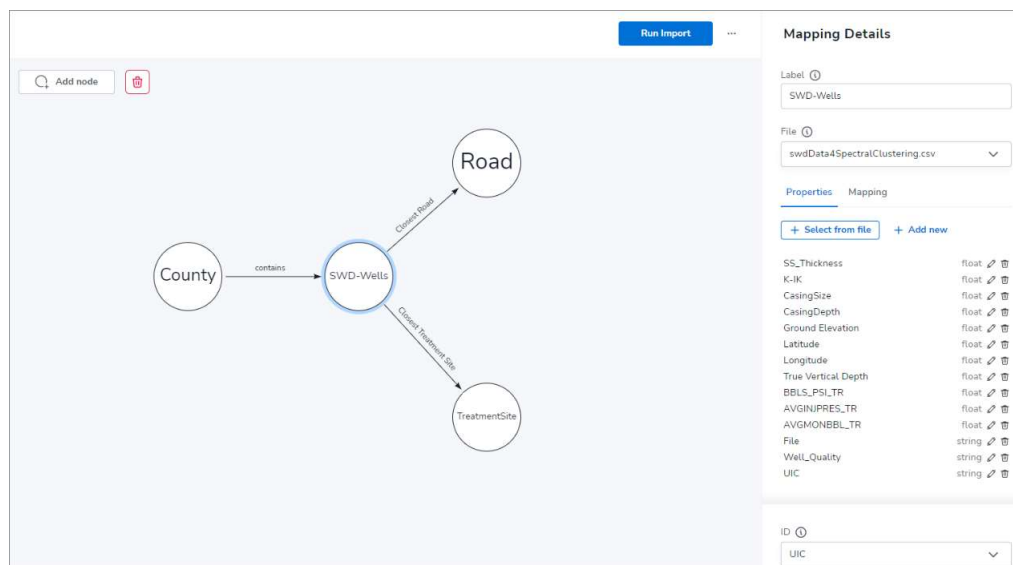 Run Import
...
Mapping Details
Add node
Label
SWD-Wells
File
swdData4SpectralClustering.csv
Properties Mapping
+ Select from file + Add new
SS_Thickness float
K-IK float
CasingSize float
CasingDepth float
Ground Elevation float
Latitude float
Longitude float
True Vertical Depth float
BBLS_PSI_TR float
AVGINJPRES_TR float
AVGMONBBL_TR float
File string
Well_Quality string
UIC string
ID
UIC
Road
Closest Road
County
contains
SWD-Wells
Closest Treatment Site
TreatmentSite